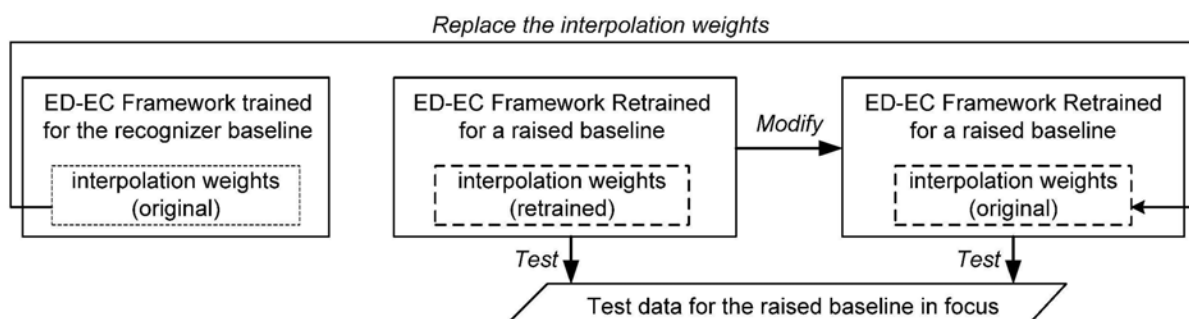 Replace the interpolation weights
ED-EC Framework trained
for the recognizer baseline
interpolation weights
(original)
ED-EC Framework Retrained
for a raised baseline
interpolation weights
(retrained)
Modify
ED-EC Framework Retrained
for a raised baseline
interpolation weights
(original)
Test
Test
Test data for the raised baseline in focus